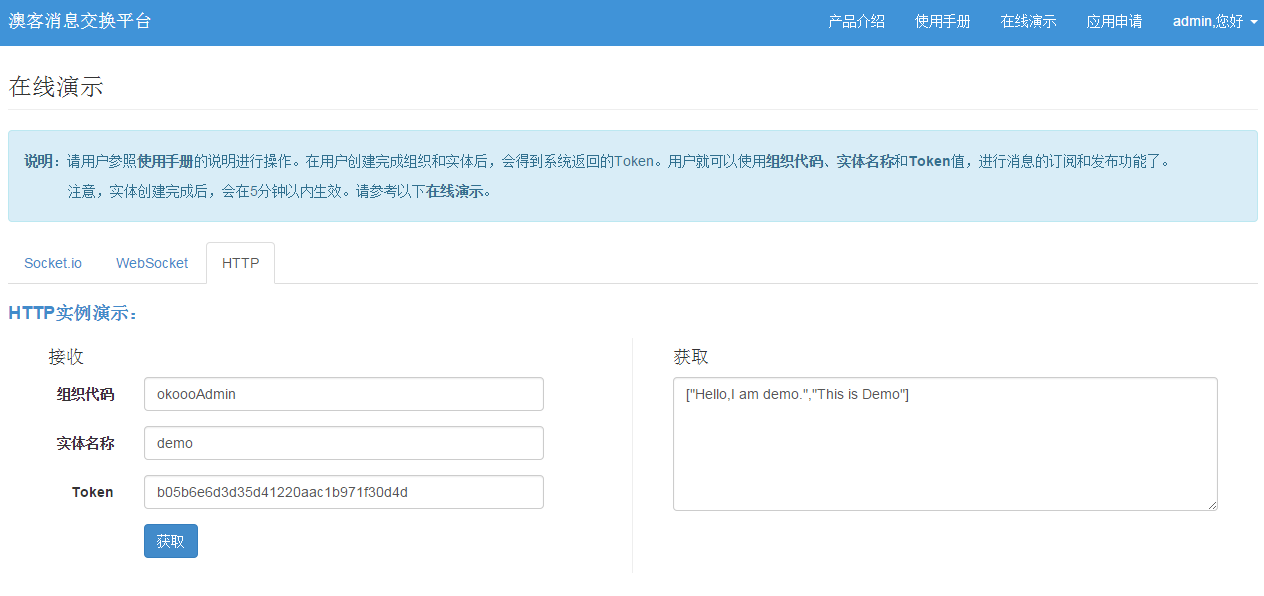 澳客消息交换平台 产品介绍 使用手册 在线演示 应用申请 admin,您好
在线演示
说明：请用户参照使用手册的说明进行操作。在用户创建完成组织和实体后，会得到系统返回的Token。用户就可以使用组织代码、实体名称和Token值，进行消息的订阅和发布功能了。
注意，实体创建完成后，会在5分钟以内生效。请参考以下在线演示。
Socket.io WebSocket HTTP
HTTP实例演示：
接收
组织代码 okoooAdmin
实体名称 demo
Token b05b6e6d3d35d41220aac1b971f30d4d
获取
获取
["Hello,I am demo.","This is Demo"]